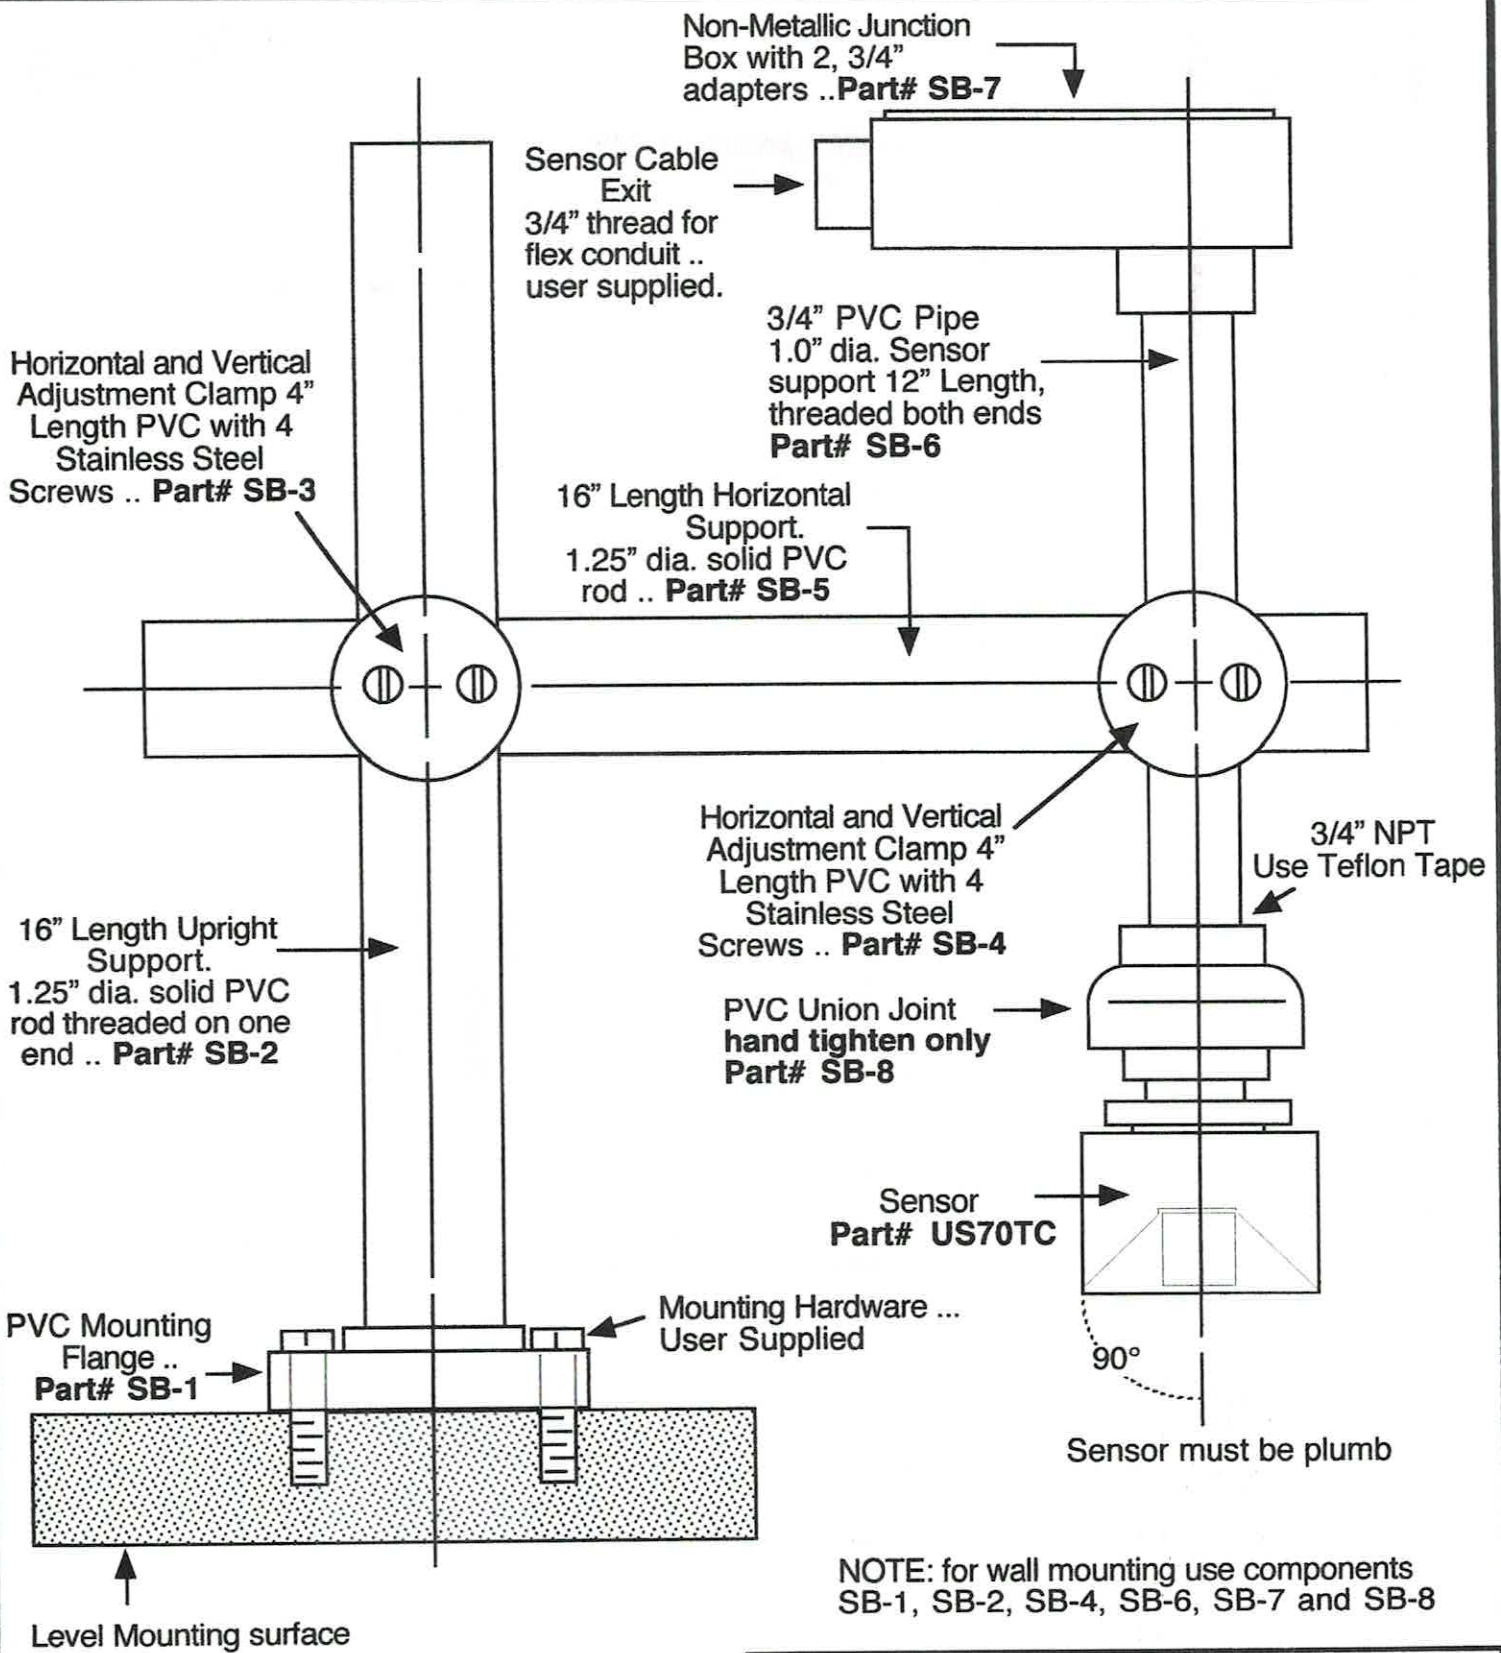 Non-Metallic Junction
Box with 2, 3/4”
adapters ..Part# SB-7
Sensor Cable
Exit
3/4” thread for
flex conduit ..
user supplied.
3/4” PVC Pipe
1.0” dia. Sensor
support 12” Length,
threaded both ends
Part# SB-6
Horizontal and Vertical
Adjustment Clamp 4”
Length PVC with 4
Stainless Steel
Screws .. Part# SB-3
16” Length Horizontal
Support.
1.25” dia. solid PVC
rod .. Part# SB-5
Horizontal and Vertical
Adjustment Clamp 4”
Length PVC with 4
Stainless Steel
Screws .. Part# SB-4
3/4” NPT
Use Teflon Tape
16” Length Upright
Support.
1.25” dia. solid PVC
rod threaded on one
end .. Part# SB-2
PVC Union Joint
hand tighten only
Part# SB-8
Sensor
Part# US70TC
PVC Mounting
Flange ..
Part# SB-1
Mounting Hardware ...
User Supplied
90°
Sensor must be plumb
NOTE: for wall mounting use components
SB-1, SB-2, SB-4, SB-6, SB-7 and SB-8
Level Mounting surface